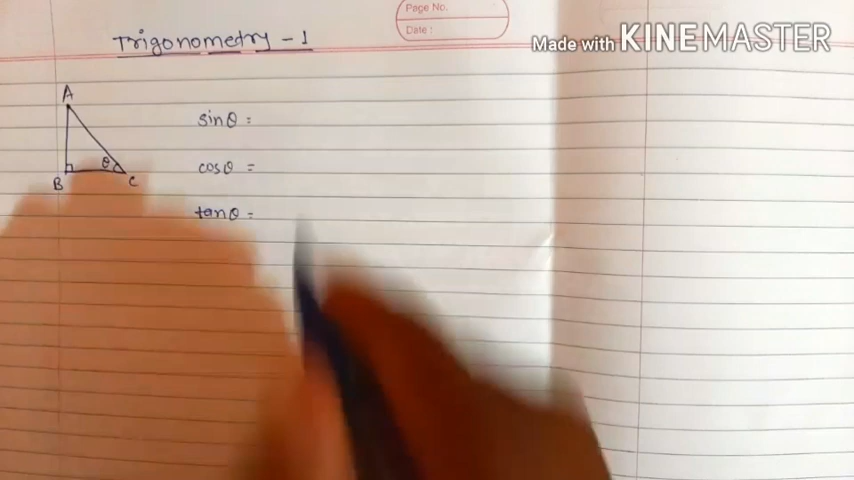 Page No.
Date :
Trigonometry - 1
Made with KINEMASTER
A
sinθ =
θ
cosθ =
B
C
tanθ =